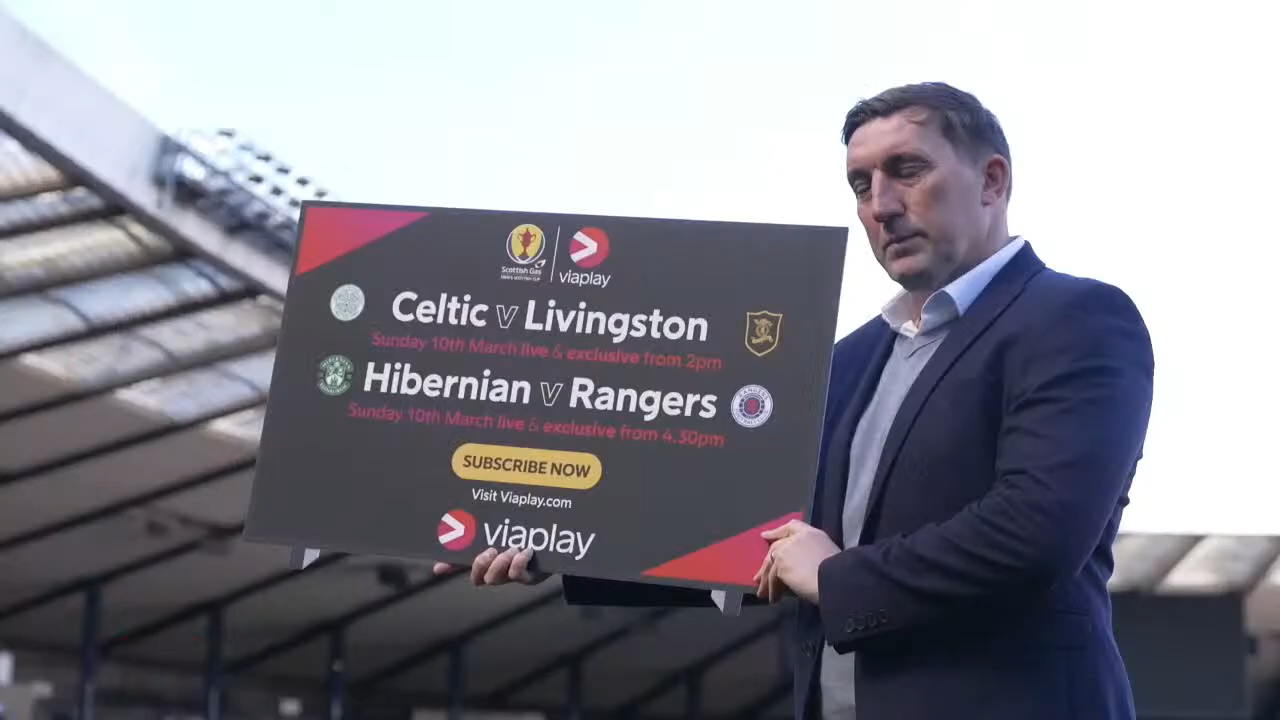 Scottish Gas
viaplay
Celtic v Livingston
Sunday 10th March live & exclusive from 2pm
Hibernian v Rangers
Sunday 10th March live & exclusive from 4.30pm
RANGERS
SUBSCRIBE NOW
Visit Viaplay.com
viaplay